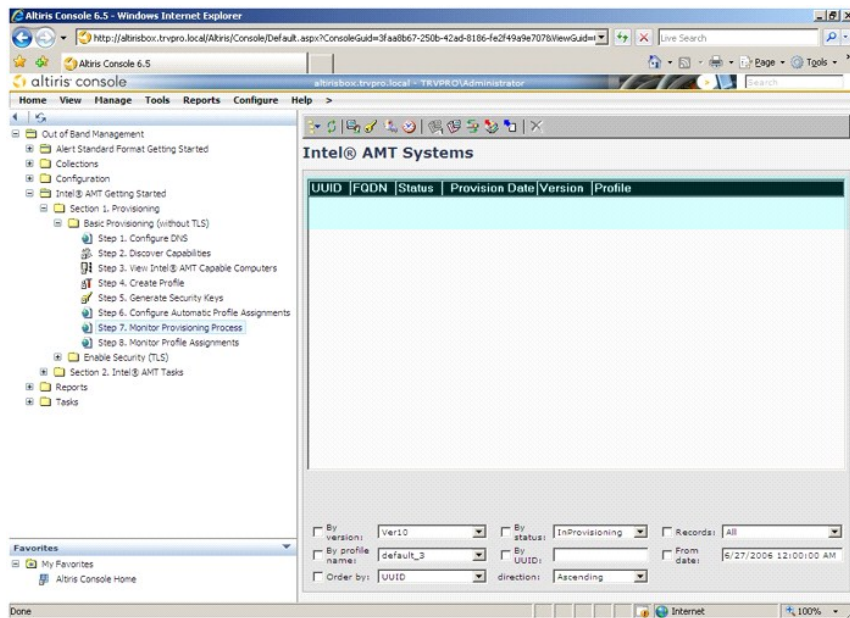 Altiris Console 6.5 - Windows Internet Explorer
http://altirisbox.trvpro.local/Altiris/Console/Default.aspx?ConsoleGuid=3faa8b67-250b-42ad-8186-fe2f49a9e707&ViewGuid=
Live Search
Altiris Console 6.5
Page
Tools
altiris console
altirisbox.trvpro.local - TRVPRO\Administrator
Search
Home View Manage Tools Reports Configure Help >
Out of Band Management
Alert Standard Format Getting Started
Collections
Configuration
Intel® AMT Getting Started
Section 1. Provisioning
Basic Provisioning (without TLS)
Step 1. Configure DNS
Step 2. Discover Capabilities
Step 3. View Intel® AMT Capable Computers
Step 4. Create Profile
Step 5. Generate Security Keys
Step 6. Configure Automatic Profile Assignments
Step 7. Monitor Provisioning Process
Step 8. Monitor Profile Assignments
Enable Security (TLS)
Section 2. Intel® AMT Tasks
Reports
Tasks
Favorites
My Favorites
Altiris Console Home
Intel® AMT Systems
UUID FQDN Status Provision Date Version Profile
By version: Ver10 By status: InProvisioning Records: All
By profile name: default_3 By UUID: From date: 6/27/2006 12:00:00 AM
Order by: UUID direction: Ascending
Done
Internet
100%